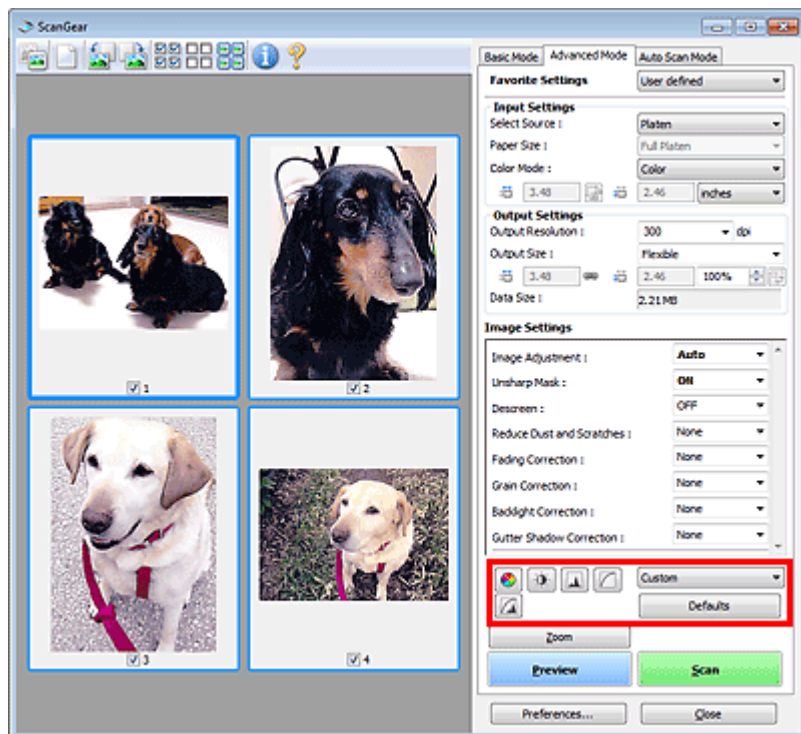 ScanGear
Basic Mode Advanced Mode Auto Scan Mode
Favorite Settings User defined
Input Settings
Select Source : Platen
Paper Size : Full Platen
Color Mode : Color
3.48 2.46 inches
Output Settings
Output Resolution : 300 dpi
Output Size : Flexible
3.48 2.46 100%
Data Size : 2.21 MB
Image Settings
Image Adjustment : Auto
Unsharp Mask : ON
Descreen : OFF
Reduce Dust and Scratches : None
Fading Correction : None
Grain Correction : None
Backlight Correction : None
Gutter Shadow Correction : None
Custom
Defaults
Zoom
Preview Scan
Preferences... Close
1 2
3 4